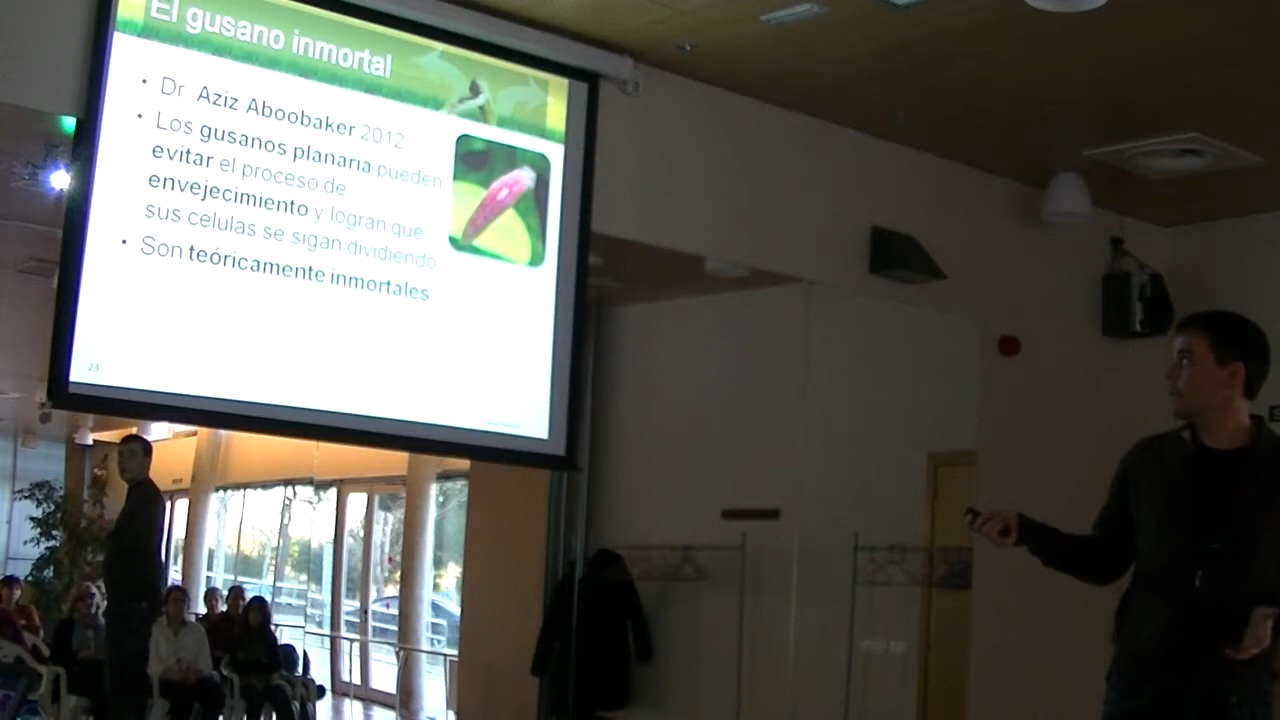 El gusano inmortal
• Dr Aziz Aboobaker 2012
• Los gusanos planaria pueden
evitar el proceso de
envejecimiento y logran que
sus celulas se sigan dividiendo
• Son teóricamente inmortales
23